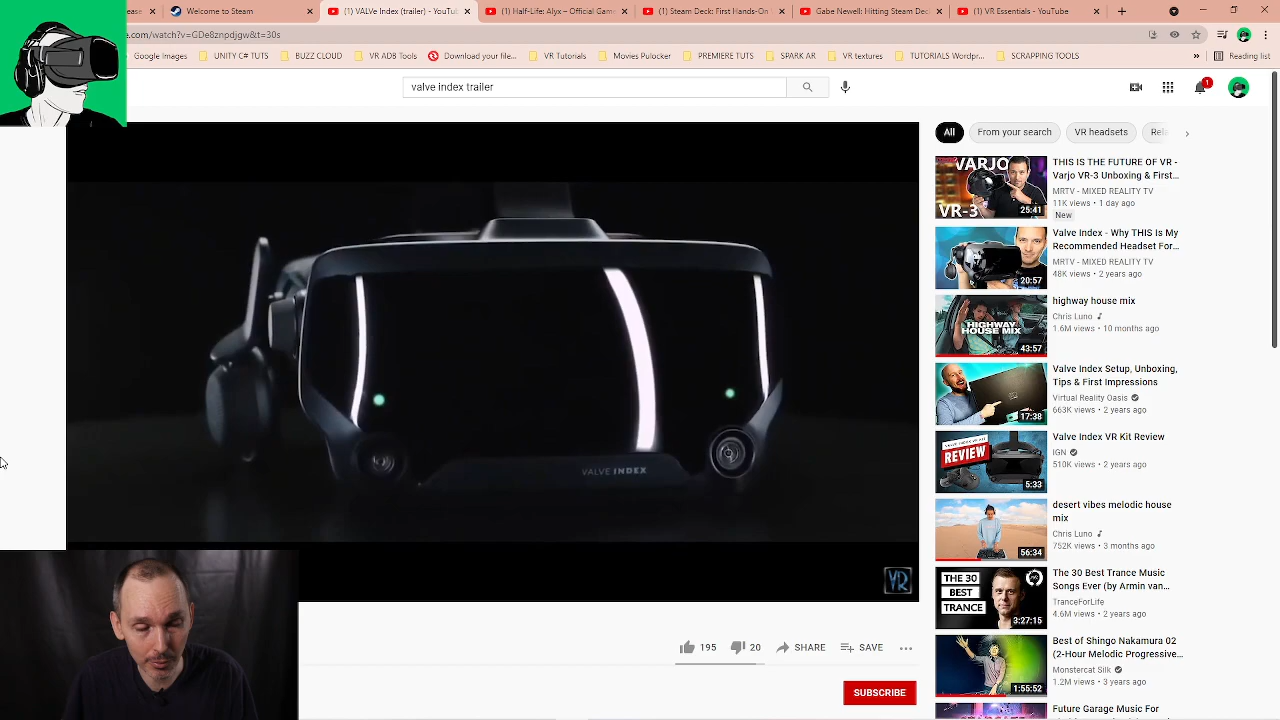 eam
Welcome to Steam
(1) VALVE Index (trailer) - YouTub
(1) Half-Life: Alyx – Official Gam
(1) Steam Deck First Hands-On
Gabe Newell: Hitting Steam Deck
(1) VR Essentials - YouTube
e.com/watch?v=GDe8znpdjgw&t=30s
Google Images
UNITY C# TUTS
BUZZ CLOUD
VR ADB Tools
Download your file...
VR Tutorials
Movies Pulocker
SPARK AR
VR textures
TUTORIALS Wordpr...
SCRAPPING TOOLS
»
Reading list
valve index trailer
1
All
From your search
VR headsets
Rela
VARJO
VR-3
25:41
THIS IS THE FUTURE OF VR -
Varjo VR-3 Unboxing & First...
MRTV - MIXED REALITY TV
11K views • 1 day ago
New
20:57
Valve Index - Why THIS Is My
Recommended Headset For...
MRTV - MIXED REALITY TV
48K views • 2 years ago
HIGHWAY
HOUSE MIX
43:57
highway house mix
Chris Luno
1.6M views • 10 months ago
17:38
Valve Index Setup, Unboxing,
Tips & First Impressions
Virtual Reality Oasis
663K views • 2 years ago
REVIEW
5:33
Valve Index VR Kit Review
IGN
510K views • 2 years ago
56:34
desert vibes melodic house
mix
Chris Luno
752K views • 3 months ago
THE 30
BEST
TRANCE
3:27:15
The 30 Best Trance Music
Songs Ever (by Armin van...
TranceForLife
4.6M views • 2 years ago
1:55:52
Best of Shingo Nakamura 02
(2-Hour Melodic Progressive...
Monstercat Silk
1.2M views • 3 years ago
Future Garage Music For
VALVE INDEX
VR
195
20
SHARE
SAVE
SUBSCRIBE